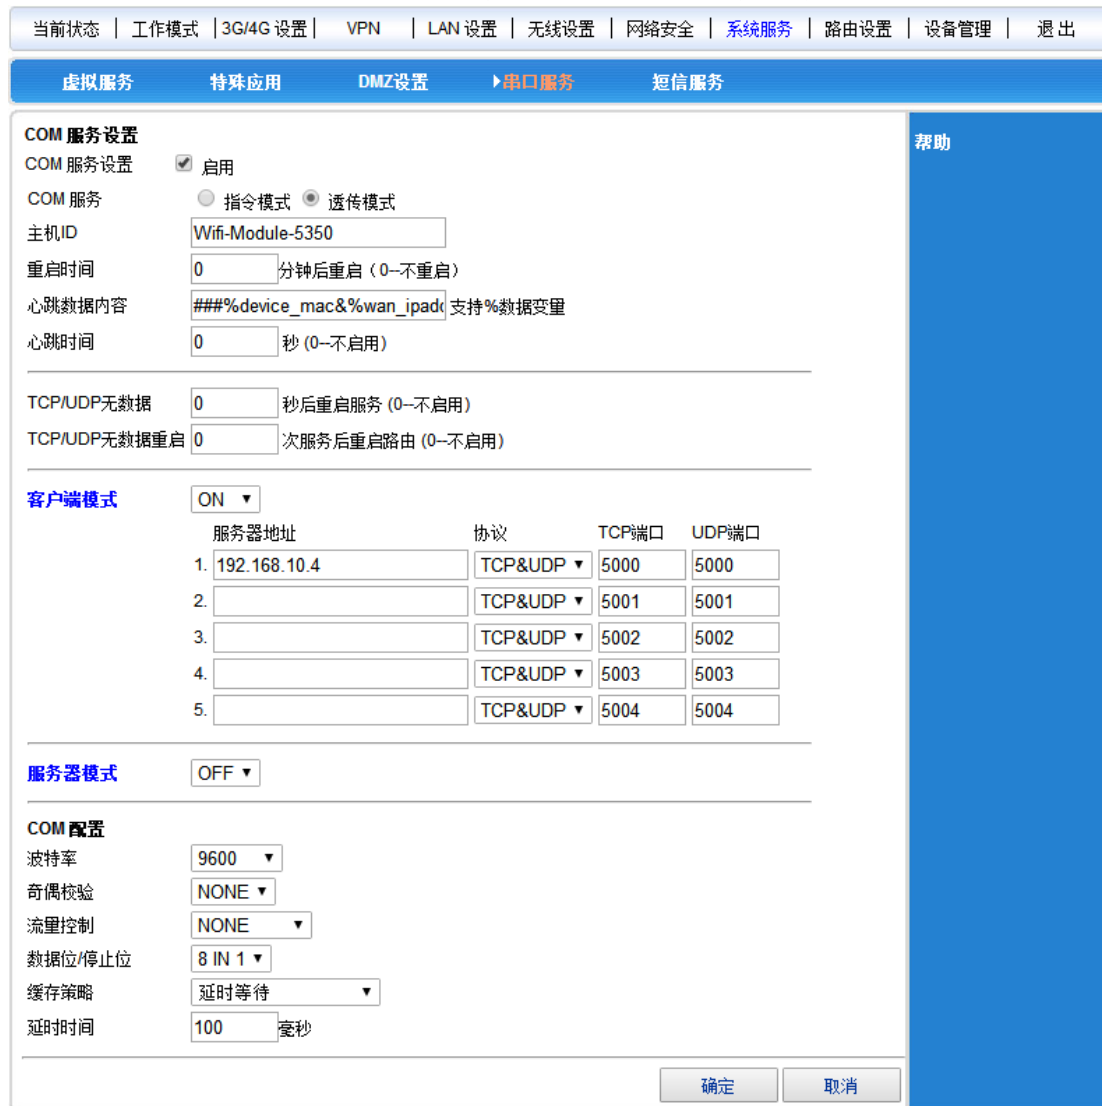 当前状态 | 工作模式 | 3G/4G 设置 | VPN | LAN 设置 | 无线设置 | 网络安全 | 系统服务 | 路由设置 | 设备管理 | 退 出
虚拟服务 特殊应用 DMZ设置 串口服务 短信服务
帮助
COM 服务设置
COM 服务设置 启用
COM 服务 指令模式 透传模式
主机ID Wifi-Module-5350
重启时间 0 分钟后重启（0--不重启）
心跳数据内容 ###%device_mac&%wan_ipad 支持%数据变量
心跳时间 0 秒 (0--不启用)
TCP/UDP无数据 0 秒后重启服务 (0--不启用)
TCP/UDP无数据重启 0 次服务后重启路由 (0--不启用)
客户端模式 ON
服务器地址 协议 TCP端口 UDP端口
1. 192.168.10.4 TCP&UDP 5000 5000
2. TCP&UDP 5001 5001
3. TCP&UDP 5002 5002
4. TCP&UDP 5003 5003
5. TCP&UDP 5004 5004
服务器模式 OFF
COM 配置
波特率 9600
奇偶校验 NONE
流量控制 NONE
数据位/停止位 8 IN 1
缓存策略 延时等待
延时时间 100 毫秒
确定 取消